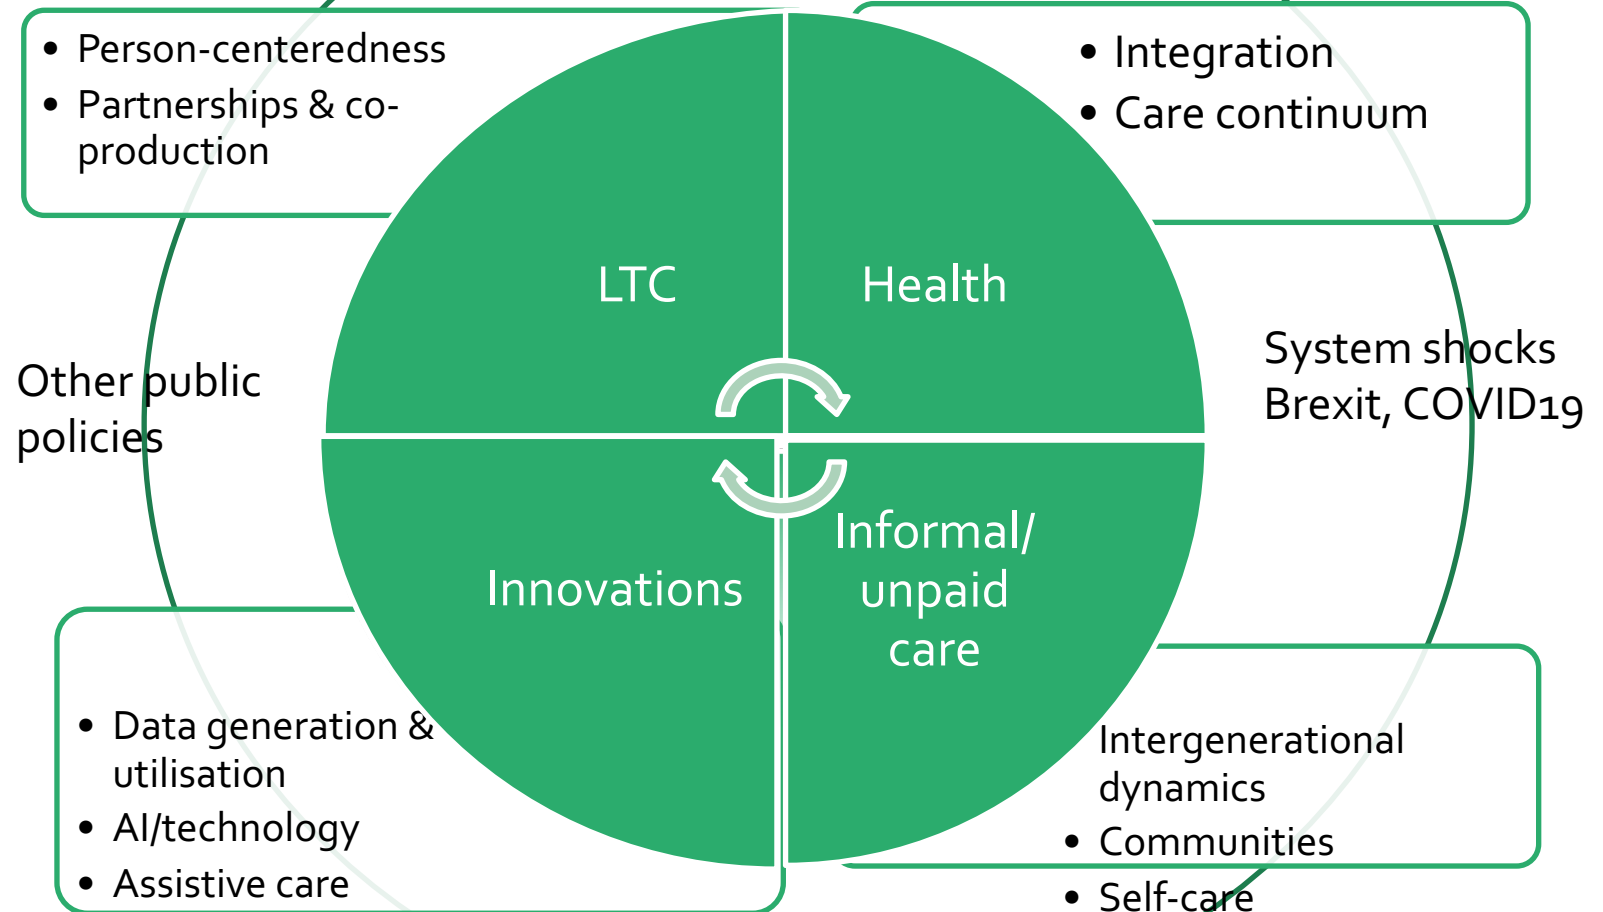 • Person-centeredness
• Partnerships & co-
production
• Integration
• Care continuum
LTC
Health
Other public
policies
System shocks
Brexit, COVID19
Innovations
Informal/
unpaid
care
• Data generation &
utilisation
• AI/technology
• Assistive care
Intergenerational
dynamics
• Communities
• Self-care